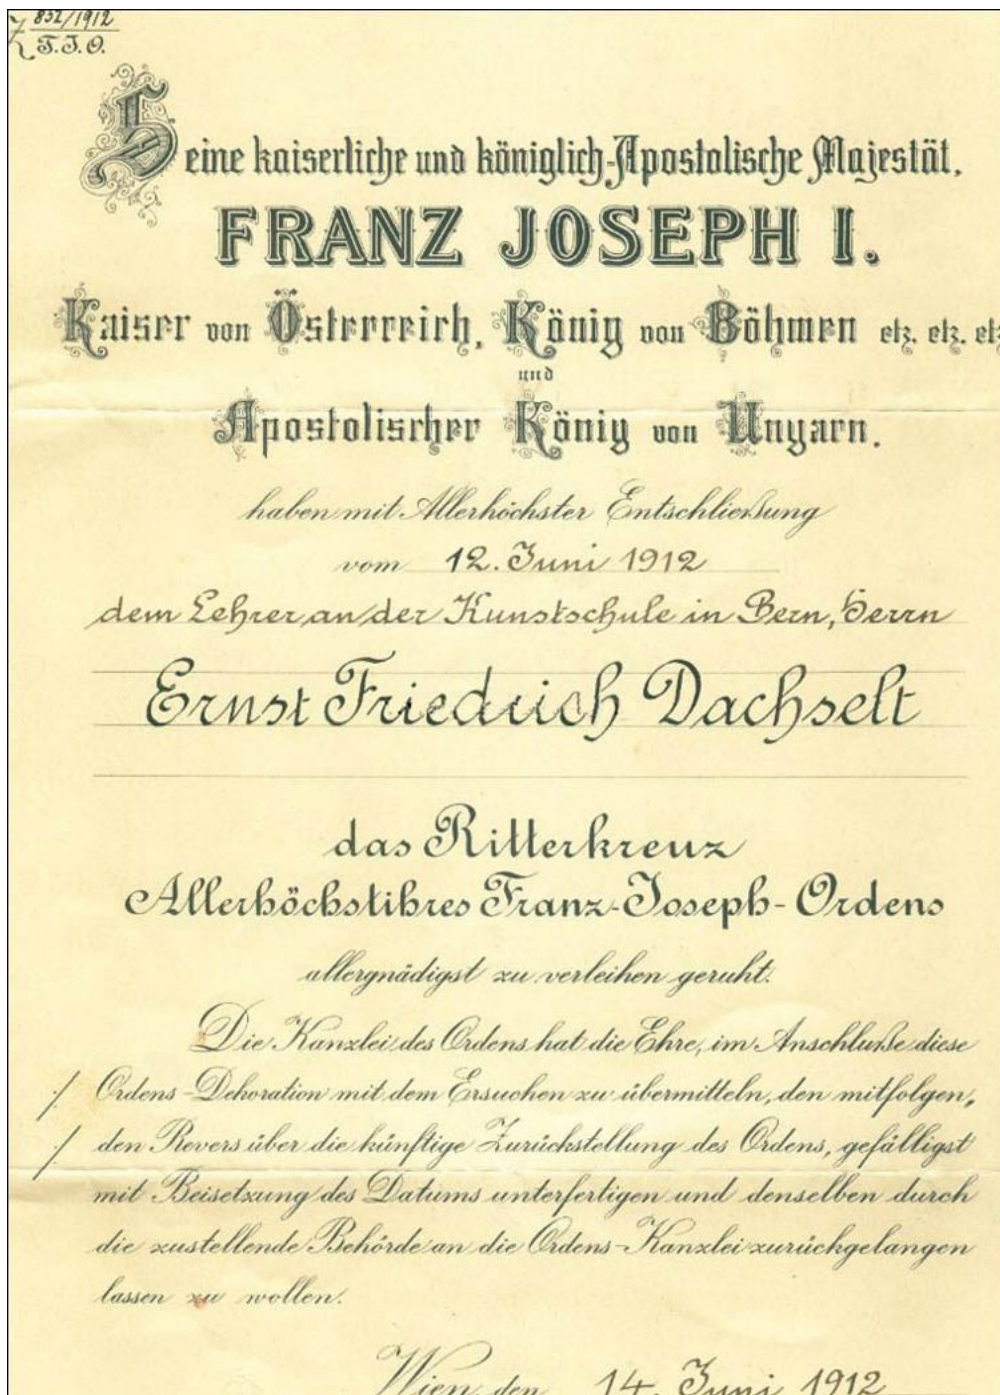 Z 832/1912
F.J.O.
Seine kaiserliche und königlich-Apostolische Majestät,
FRANZ JOSEPH I.
Kaiser von Österreich, König von Böhmen etz. etz. etz
und
Apostolischer König von Ungarn,
haben mit Allerhöchster Entschließung
vom 12. Juni 1912
dem Lehrer an der Kunstschule in Bern, Herrn
Ernst Friedrich Dachselt
das Ritterkreuz
Allerhöchstihres Franz-Joseph-Ordens
allergnädigst zu verleihen geruht.
Die Kanzlei des Ordens hat die Ehre, im Anschluße diese
./ Ordens-Dekoration mit dem Ersuchen zu übermitteln, den mitfolgen,
./ den Revers über die künftige Zurückstellung des Ordens, gefälligst
mit Beisetzung des Datums unterfertigen und denselben durch
die zustellende Behörde an die Ordens-Kanzlei zurückgelangen
lassen zu wollen.
Wien, den 14. Juni 1912